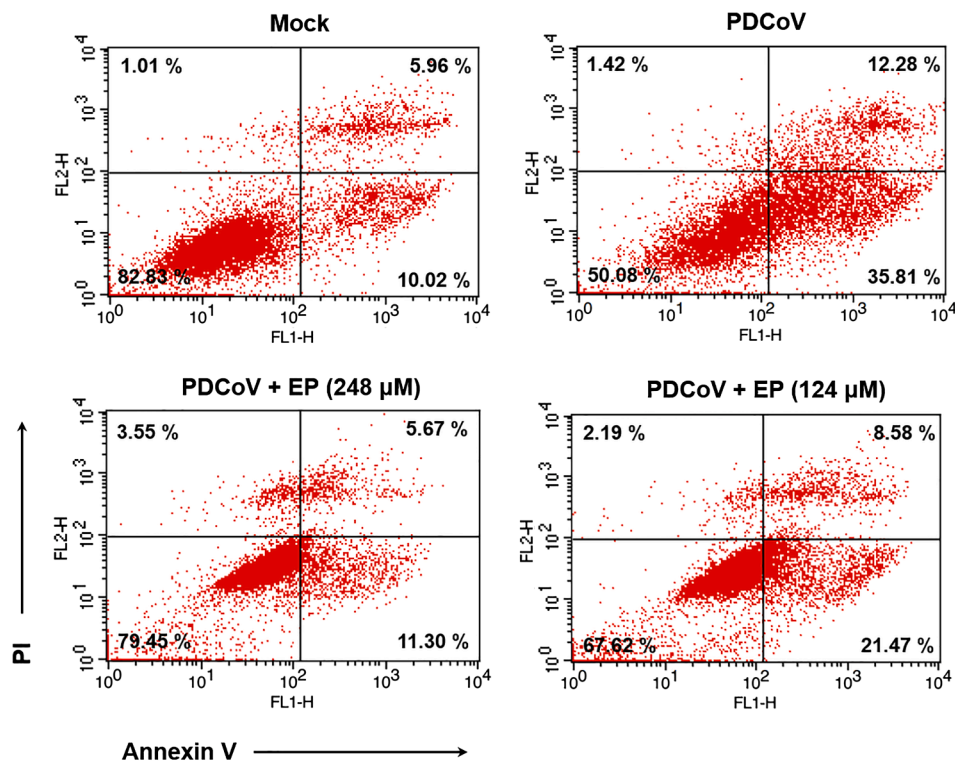 Mock
PDCoV
10⁴
10³
10²
10¹
10⁰
FL2-H
1.01 %
5.96 %
82.83 %
10.02 %
10⁰ 10¹ 10² 10³ 10⁴
FL1-H
10⁴
10³
10²
10¹
10⁰
FL2-H
1.42 %
12.28 %
50.08 %
35.81 %
10⁰ 10¹ 10² 10³ 10⁴
FL1-H
PDCoV + EP (248 µM)
PDCoV + EP (124 µM)
10⁴
10³
10²
10¹
10⁰
FL2-H
3.55 %
5.67 %
79.45 %
11.30 %
10⁰ 10¹ 10² 10³ 10⁴
FL1-H
10⁴
10³
10²
10¹
10⁰
FL2-H
2.19 %
8.58 %
67.62 %
21.47 %
10⁰ 10¹ 10² 10³ 10⁴
FL1-H
PI
Annexin V